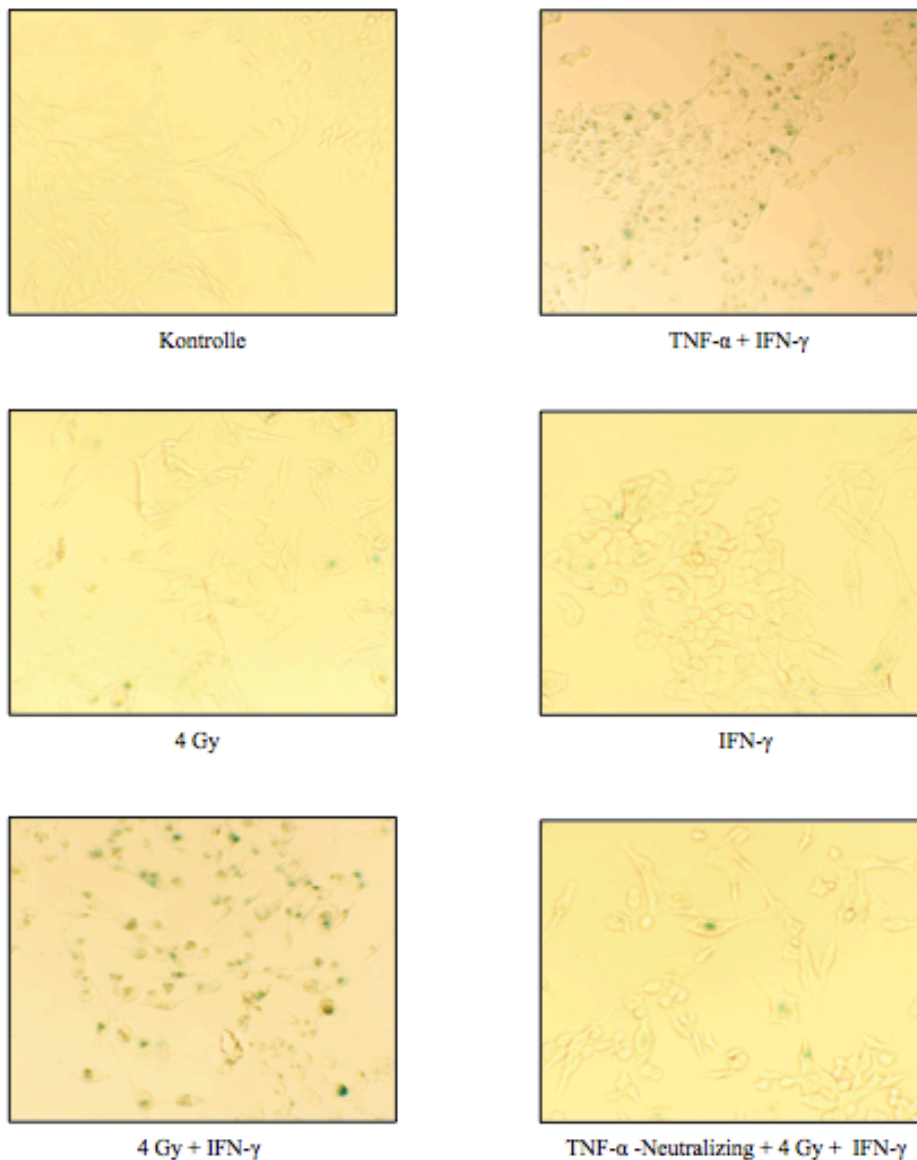 Kontrolle
TNF-α + IFN-γ
4 Gy
IFN-γ
4 Gy + IFN-γ
TNF-α -Neutralizing + 4 Gy + IFN-γ